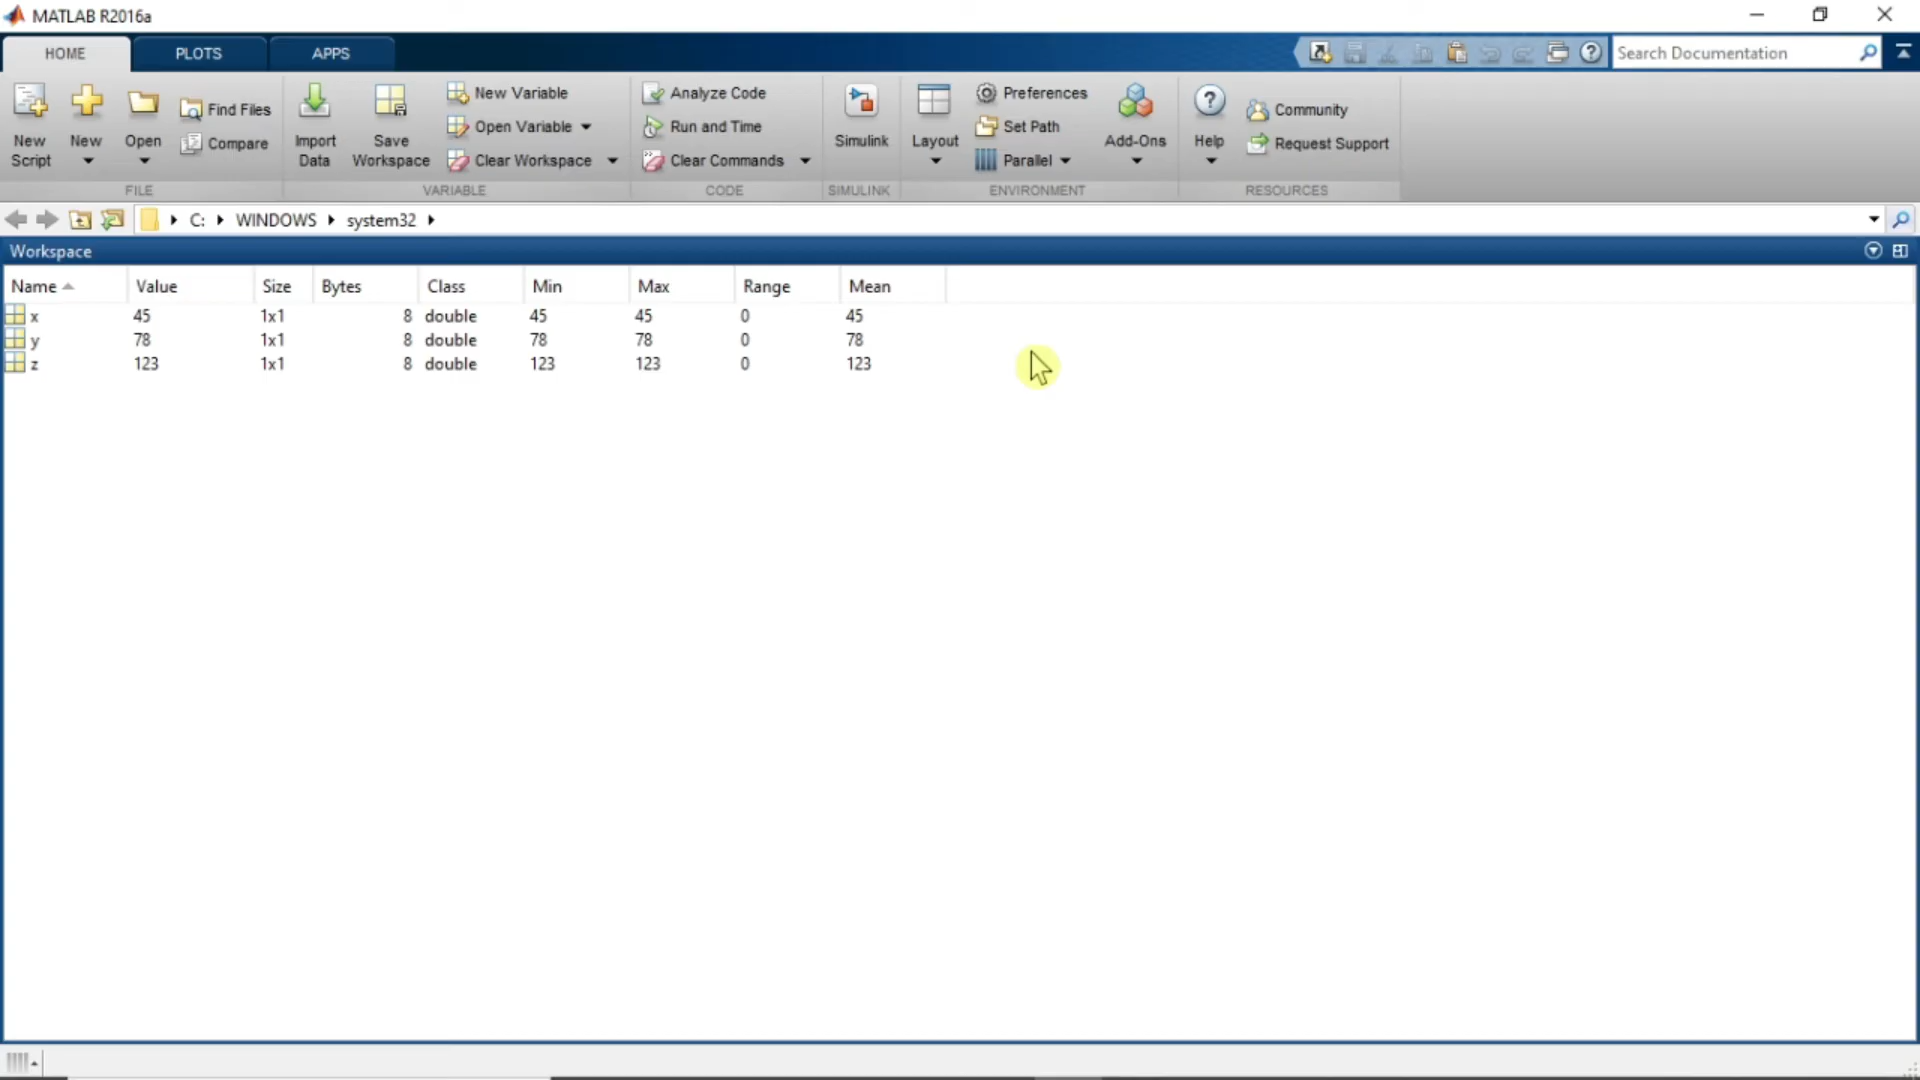 MATLAB R2016a
HOME PLOTS APPS Search Documentation
New Script New Open Find Files Compare Import Data Save Workspace New Variable Open Variable Clear Workspace Analyze Code Run and Time Clear Commands Simulink Layout Preferences Set Path Parallel Add-Ons Help Community Request Support
FILE VARIABLE CODE SIMULINK ENVIRONMENT RESOURCES
C: WINDOWS system32
Workspace
Name Value Size Bytes Class Min Max Range Mean
x 45 1x1 8 double 45 45 0 45
y 78 1x1 8 double 78 78 0 78
z 123 1x1 8 double 123 123 0 123